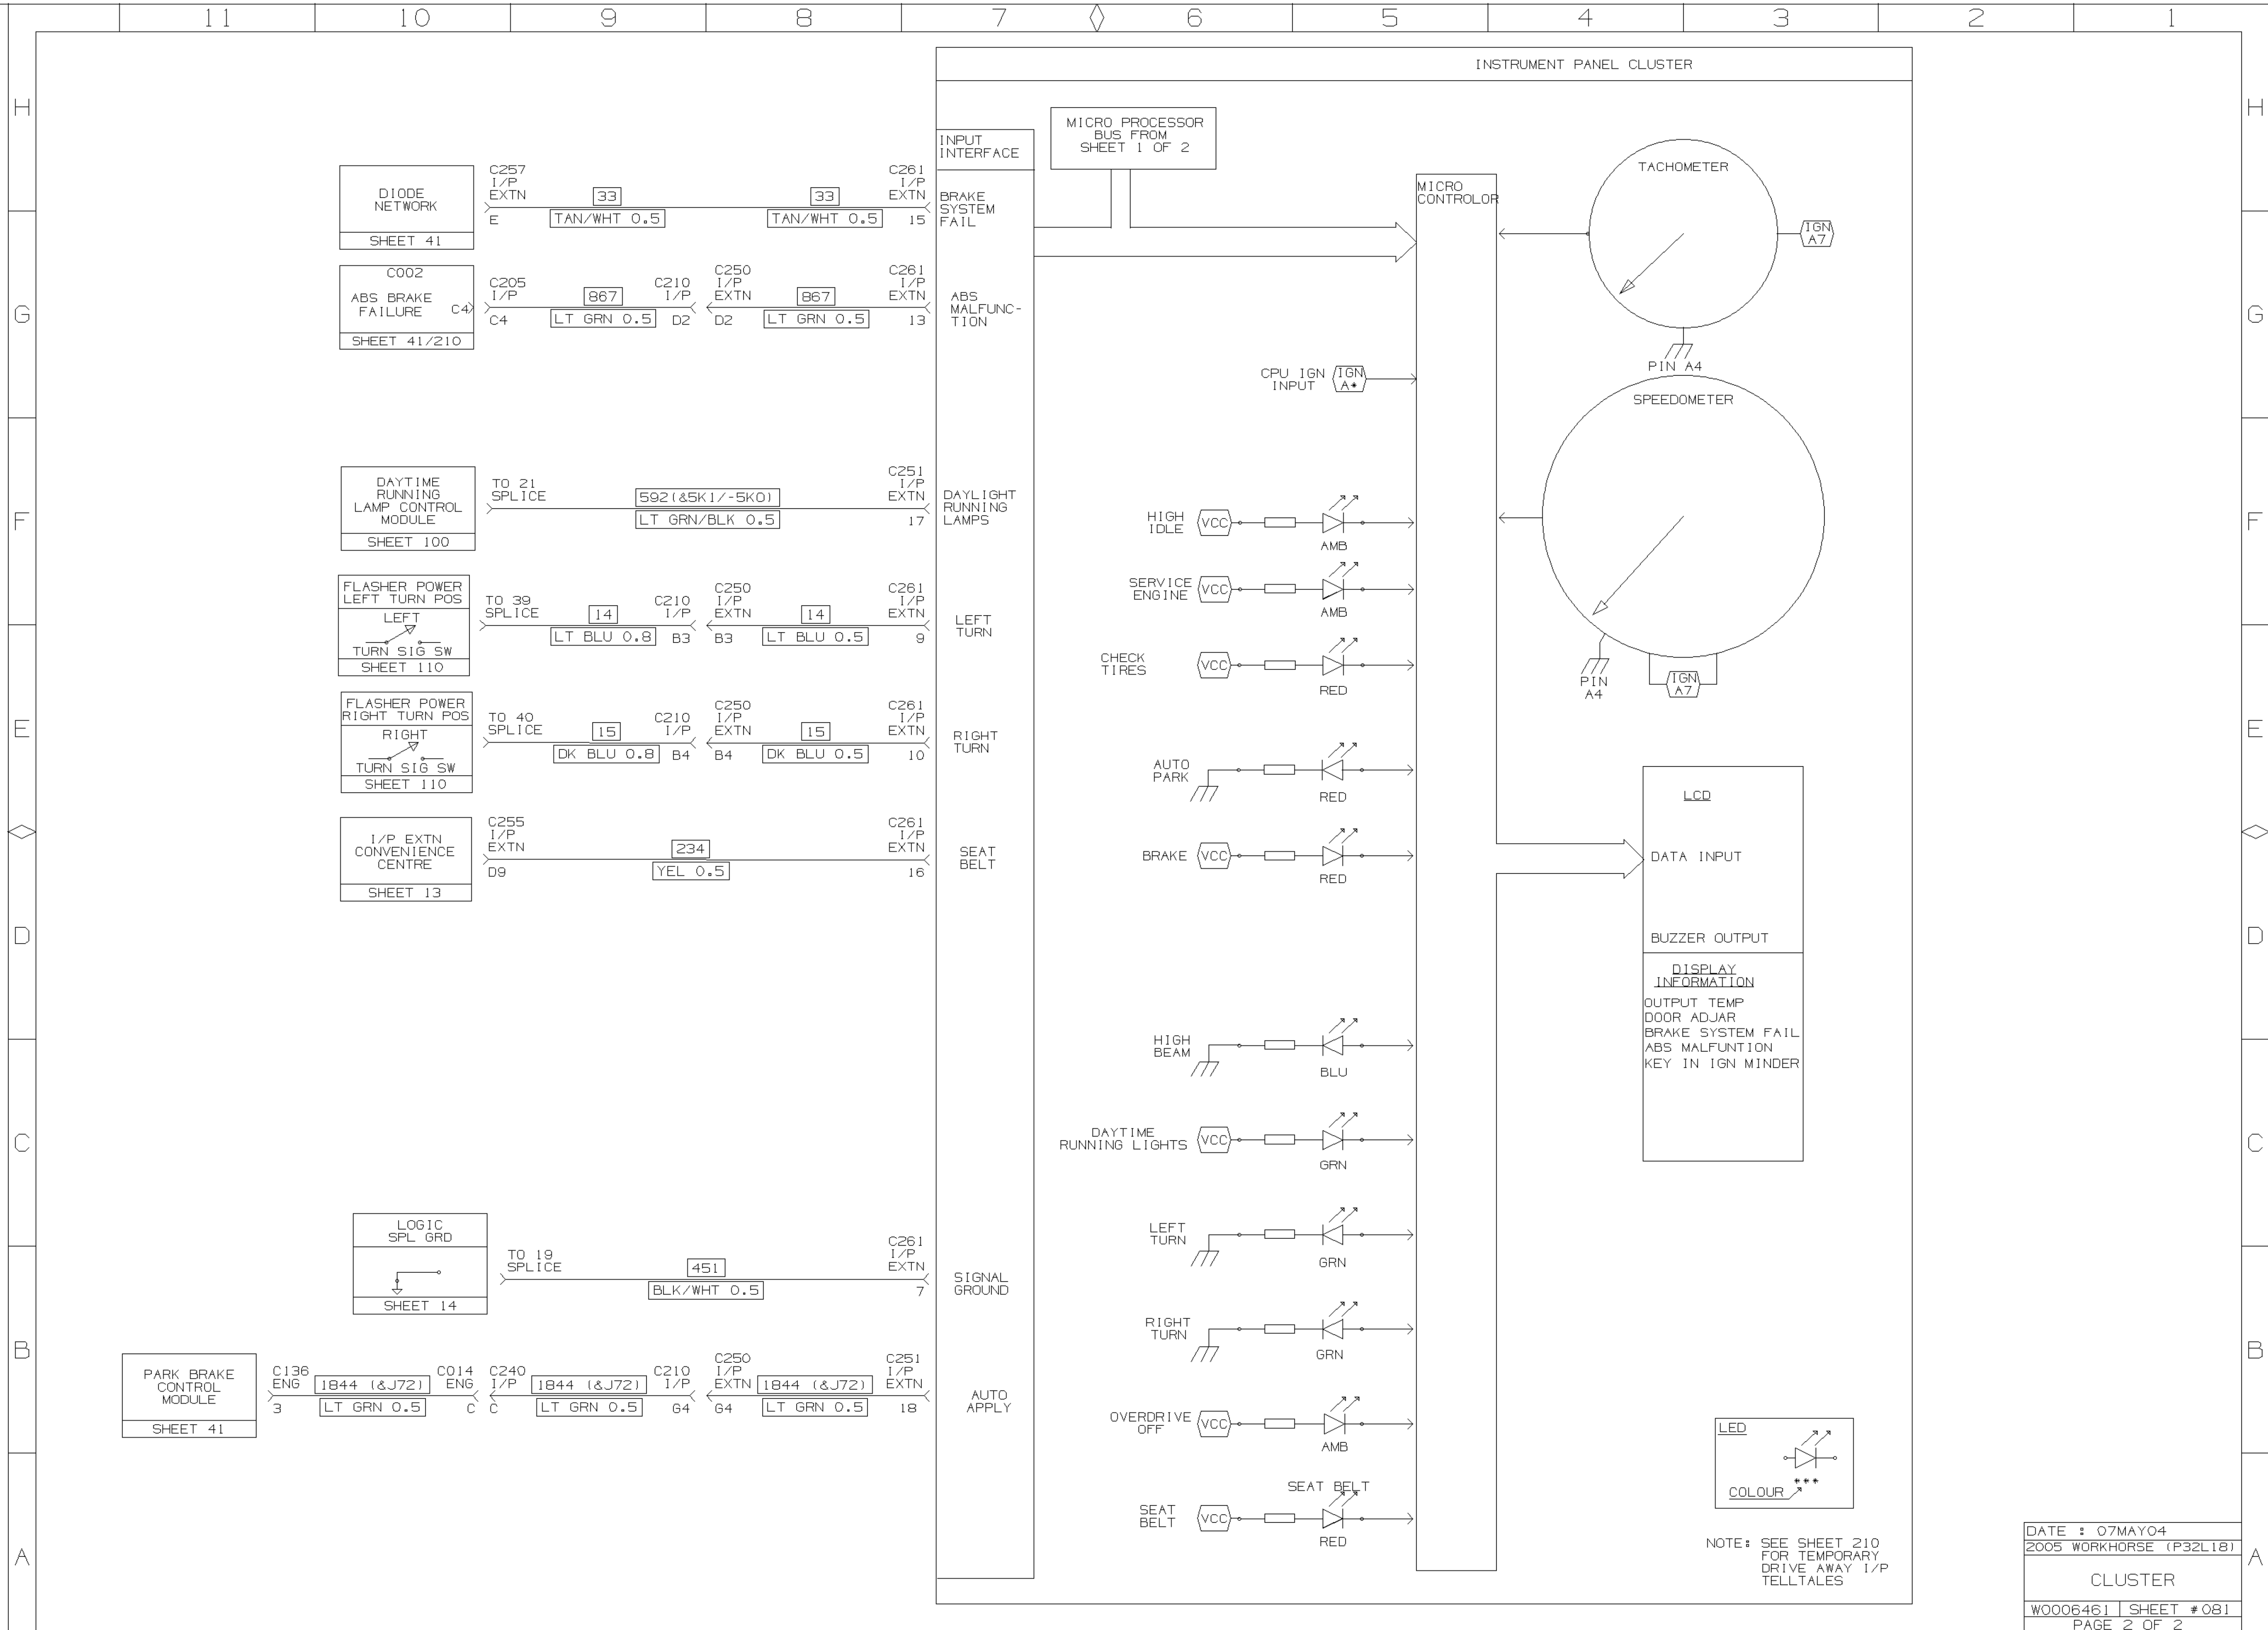 11 10 9 8 7 6 5 4 3 2 1
H
G
F
E
D
C
B
A
H
G
F
E
D
C
B
A
INSTRUMENT PANEL CLUSTER
INPUT
INTERFACE
MICRO PROCESSOR
BUS FROM
SHEET 1 OF 2
MICRO
CONTROLOR
DIODE
NETWORK
SHEET 41
C257
I/P
EXTN
E
33
TAN/WHT 0.5
33
TAN/WHT 0.5
C261
I/P
EXTN
15
BRAKE
SYSTEM
FAIL
C002
ABS BRAKE
FAILURE
C4
SHEET 41/210
C205
I/P
C4
867
LT GRN 0.5
C210
I/P
D2
C250
I/P
EXTN
D2
867
LT GRN 0.5
C261
I/P
EXTN
13
ABS
MALFUNC-
TION
DAYTIME
RUNNING
LAMP CONTROL
MODULE
SHEET 100
TO 21
SPLICE
592(&5K1/-5K0)
LT GRN/BLK 0.5
C251
I/P
EXTN
17
DAYLIGHT
RUNNING
LAMPS
FLASHER POWER
LEFT TURN POS
LEFT
TURN SIG SW
SHEET 110
TO 39
SPLICE
14
LT BLU 0.8
C210
I/P
B3
C250
I/P
EXTN
B3
14
LT BLU 0.5
C261
I/P
EXTN
9
LEFT
TURN
FLASHER POWER
RIGHT TURN POS
RIGHT
TURN SIG SW
SHEET 110
TO 40
SPLICE
15
DK BLU 0.8
C210
I/P
B4
C250
I/P
EXTN
B4
15
DK BLU 0.5
C261
I/P
EXTN
10
RIGHT
TURN
I/P EXTN
CONVENIENCE
CENTRE
SHEET 13
C255
I/P
EXTN
D9
234
YEL 0.5
C261
I/P
EXTN
16
SEAT
BELT
LOGIC
SPL GRD
SHEET 14
TO 19
SPLICE
451
BLK/WHT 0.5
C261
I/P
EXTN
7
SIGNAL
GROUND
PARK BRAKE
CONTROL
MODULE
SHEET 41
C136
ENG
3
1844 (&J72)
LT GRN 0.5
C014
ENG
C
C240
I/P
C
1844 (&J72)
LT GRN 0.5
C210
I/P
G4
C250
I/P
EXTN
G4
1844 (&J72)
LT GRN 0.5
C251
I/P
EXTN
18
AUTO
APPLY
CPU IGN
INPUT
IGN
A*
HIGH
IDLE
VCC
AMB
SERVICE
ENGINE
VCC
AMB
CHECK
TIRES
VCC
RED
AUTO
PARK
RED
BRAKE
VCC
RED
HIGH
BEAM
BLU
DAYTIME
RUNNING LIGHTS
VCC
GRN
LEFT
TURN
GRN
RIGHT
TURN
GRN
OVERDRIVE
OFF
VCC
AMB
SEAT BELT
SEAT
BELT
VCC
RED
TACHOMETER
IGN
A7
PIN A4
SPEEDOMETER
PIN
A4
IGN
A7
LCD
DATA INPUT
BUZZER OUTPUT
DISPLAY
INFORMATION
OUTPUT TEMP
DOOR ADJAR
BRAKE SYSTEM FAIL
ABS MALFUNTION
KEY IN IGN MINDER
LED
***
COLOUR
NOTE: SEE SHEET 210
FOR TEMPORARY
DRIVE AWAY I/P
TELLTALES
DATE : 07MAY04
2005 WORKHORSE (P32L18)
CLUSTER
W0006461 SHEET #081
PAGE 2 OF 2